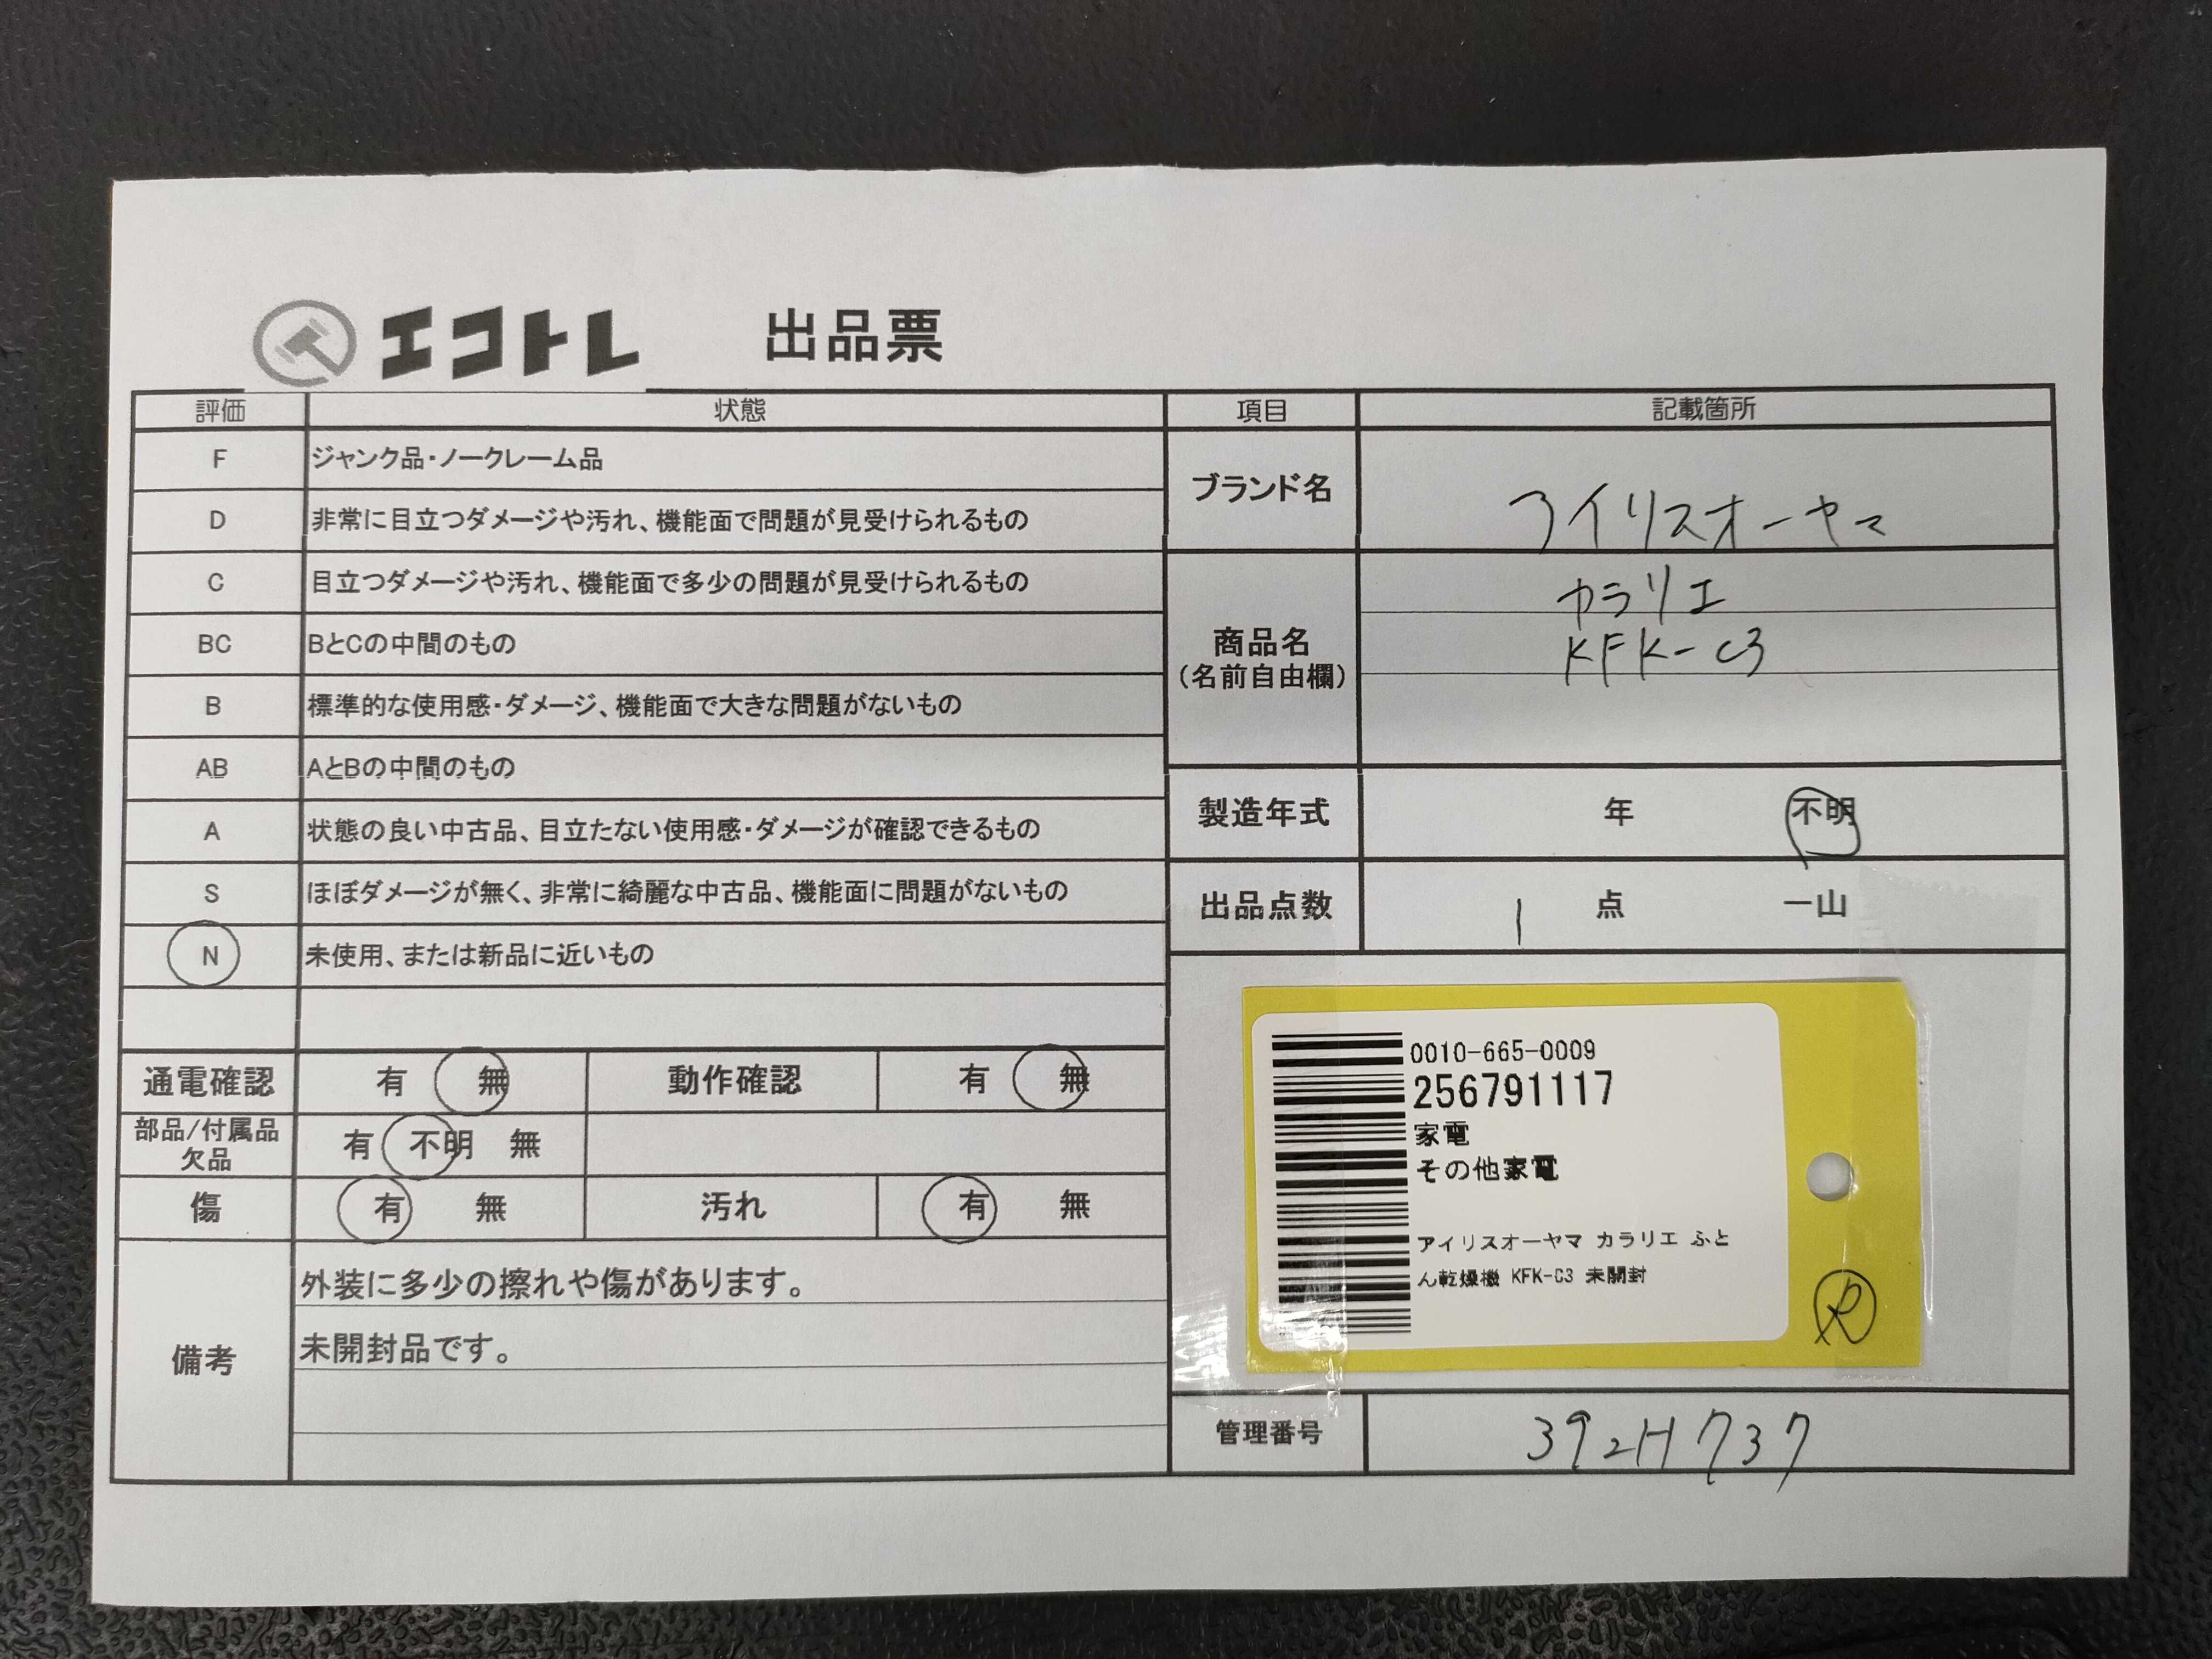 エコトレ 出品票
評価 状態
F ジャンク品・ノークレーム品
D 非常に目立つダメージや汚れ、機能面で問題が見受けられるもの
C 目立つダメージや汚れ、機能面で多少の問題が見受けられるもの
BC BとCの中間のもの
B 標準的な使用感・ダメージ、機能面で大きな問題がないもの
AB AとBの中間のもの
A 状態の良い中古品、目立たない使用感・ダメージが確認できるもの
S ほぼダメージが無く、非常に綺麗な中古品、機能面に問題がないもの
N 未使用、または新品に近いもの
通電確認 有 無 動作確認 有 無
部品/付属品
欠品 有 不明 無
傷 有 無 汚れ 有 無
備考
外装に多少の擦れや傷があります。
未開封品です。
項目 記載箇所
ブランド名 アイリスオーヤマ
商品名
(名前自由欄)
カラリエ
KFK-C3
製造年式 年 不明
出品点数 1 点 一山
0010-665-0009
256791117
家電
その他家電
アイリスオーヤマ カラリエ ふと
ん乾燥機 KFK-C3 未開封
R
管理番号 392H737